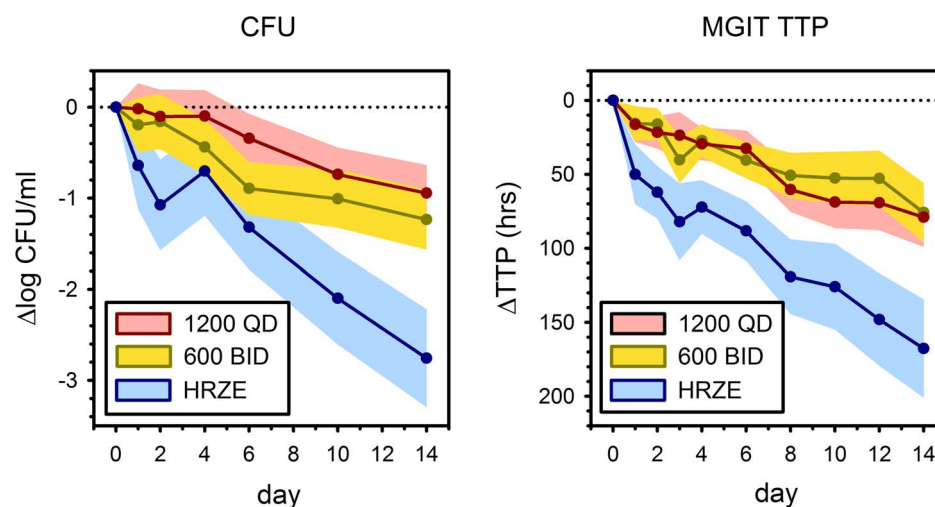 CFU
Δlog CFU/ml
0
-1
-2
-3
1200 QD
600 BID
HRZE
0 2 4 6 8 10 12 14
day
MGIT TTP
ΔTTP (hrs)
0
50
100
150
200
1200 QD
600 BID
HRZE
0 2 4 6 8 10 12 14
day